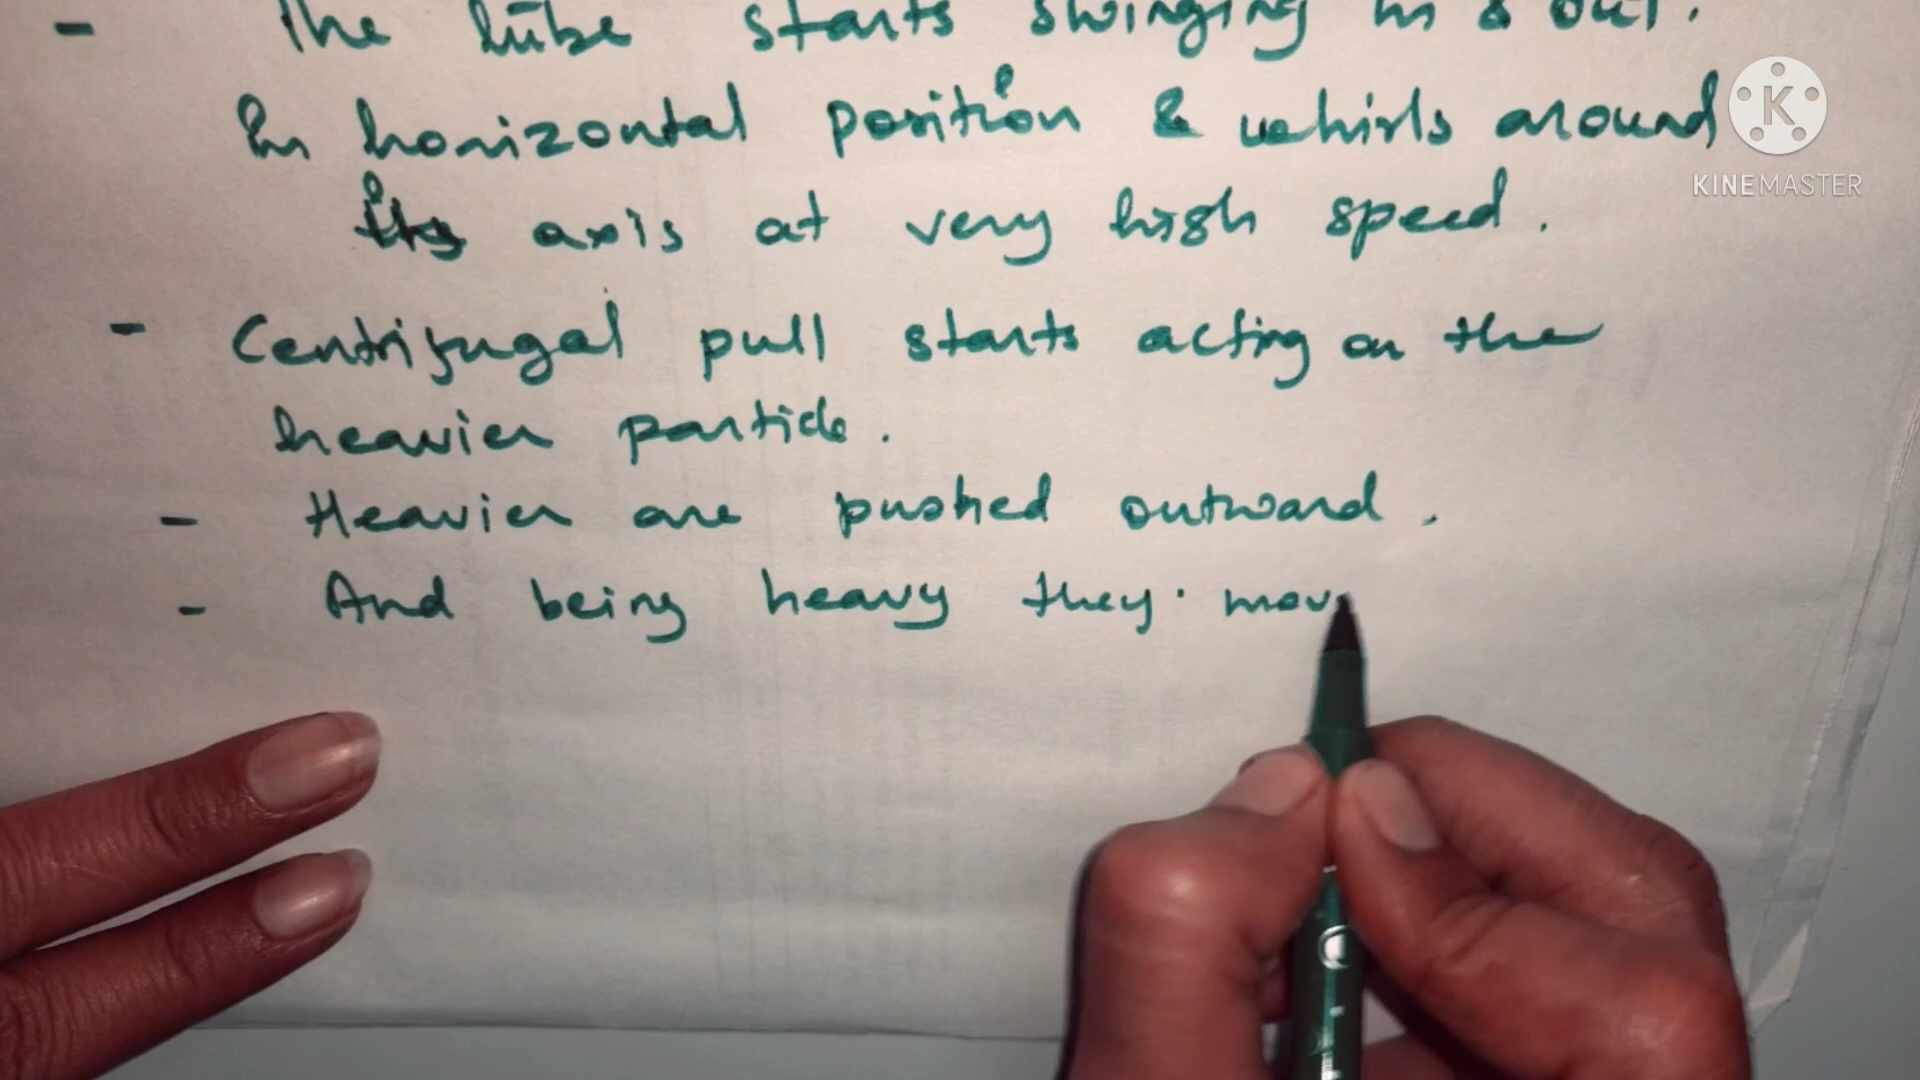 - The tube starts swinging in & out.
In horizontal position & whirls around
its axis at very high speed.
- Centrifugal pull starts acting on the
heavier particle.
- Heavier are pushed outward.
- And being heavy they move
KINEMASTER